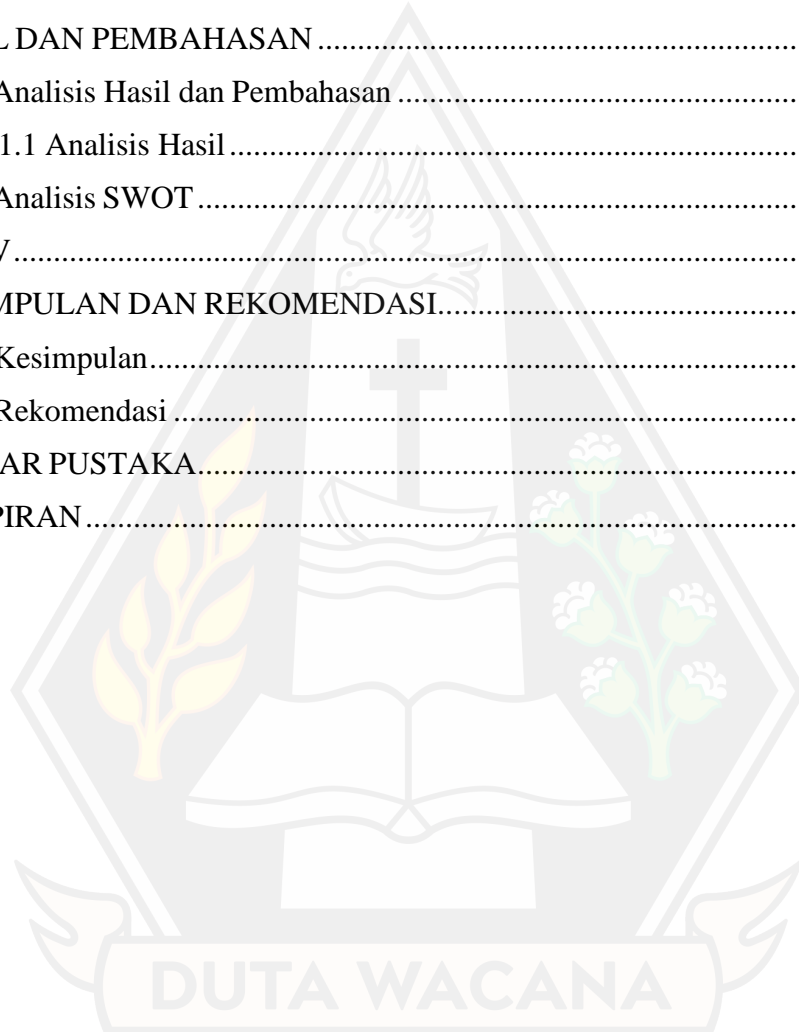 L DAN PEMBAHASAN ................................................................
Analisis Hasil dan Pembahasan ......................................................
1.1 Analisis Hasil ...........................................................................
Analisis SWOT ...............................................................................
V ......................................................................................................
MPULAN DAN REKOMENDASI..............................................
Kesimpulan.....................................................................................
Rekomendasi ..................................................................................
AR PUSTAKA...............................................................................
PIRAN .............................................................................................
DUTA WACANA